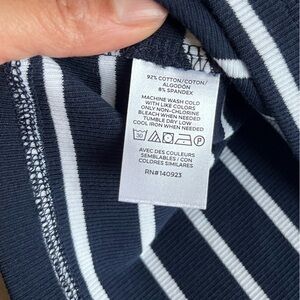 92% COTTON/COTON/
ALGODÓN
8% SPANDEX
MACHINE WASH COLD
WITH LIKE COLORS
ONLY NON-CHLORINE
BLEACH WHEN NEEDED
TUMBLE DRY LOW
COOL IRON WHEN NEEDED
30 P
AVEC DES COULEURS
SEMBLABLES / CON
COLORES SIMILARES
RN# 140923